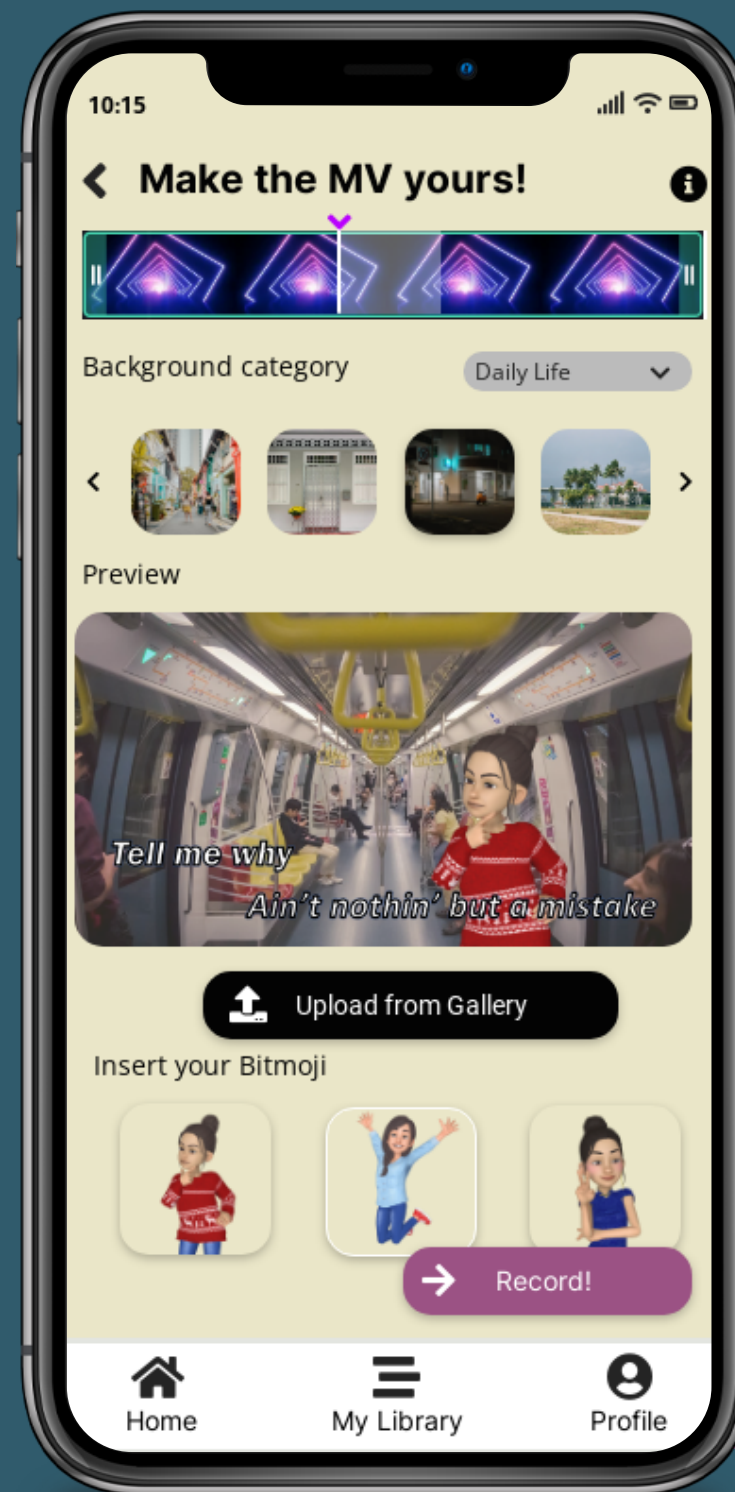 10:15
Make the MV yours!
Background category
Daily Life
Preview
Tell me why
Ain't nothin' but a mistake
Upload from Gallery
Insert your Bitmoji
Record!
Home
My Library
Profile